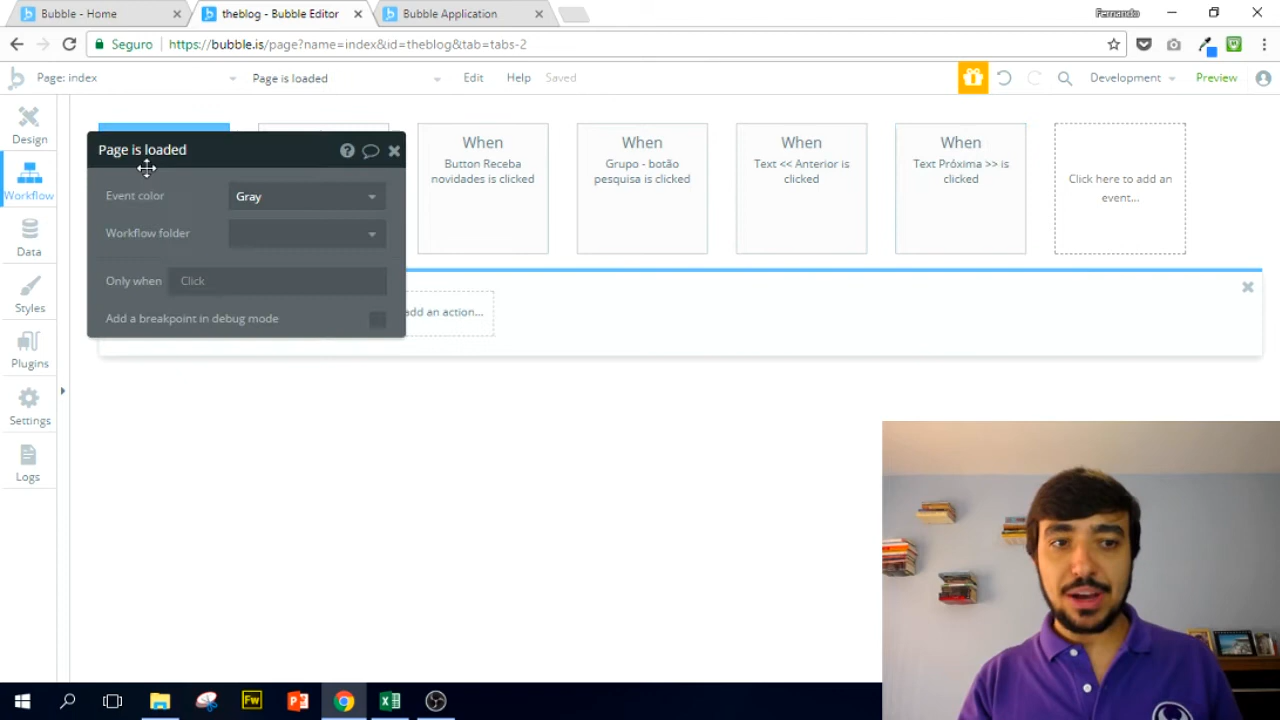 Bubble - Home
theblog - Bubble Editor
Bubble Application
Fernando
Seguro
https://bubble.is/page?name=index&id=theblog&tab=tabs-2
Page: index
Page is loaded
Edit
Help
Saved
Development
Preview
Design
Workflow
Data
Styles
Plugins
Settings
Logs
Page is loaded
Event color
Gray
Workflow folder
Only when
Click
Add a breakpoint in debug mode
When
Button Receba
novidades is clicked
When
Grupo - botão
pesquisa is clicked
When
Text << Anterior is
clicked
When
Text Próxima >> is
clicked
Click here to add an
event...
add an action...
Fw